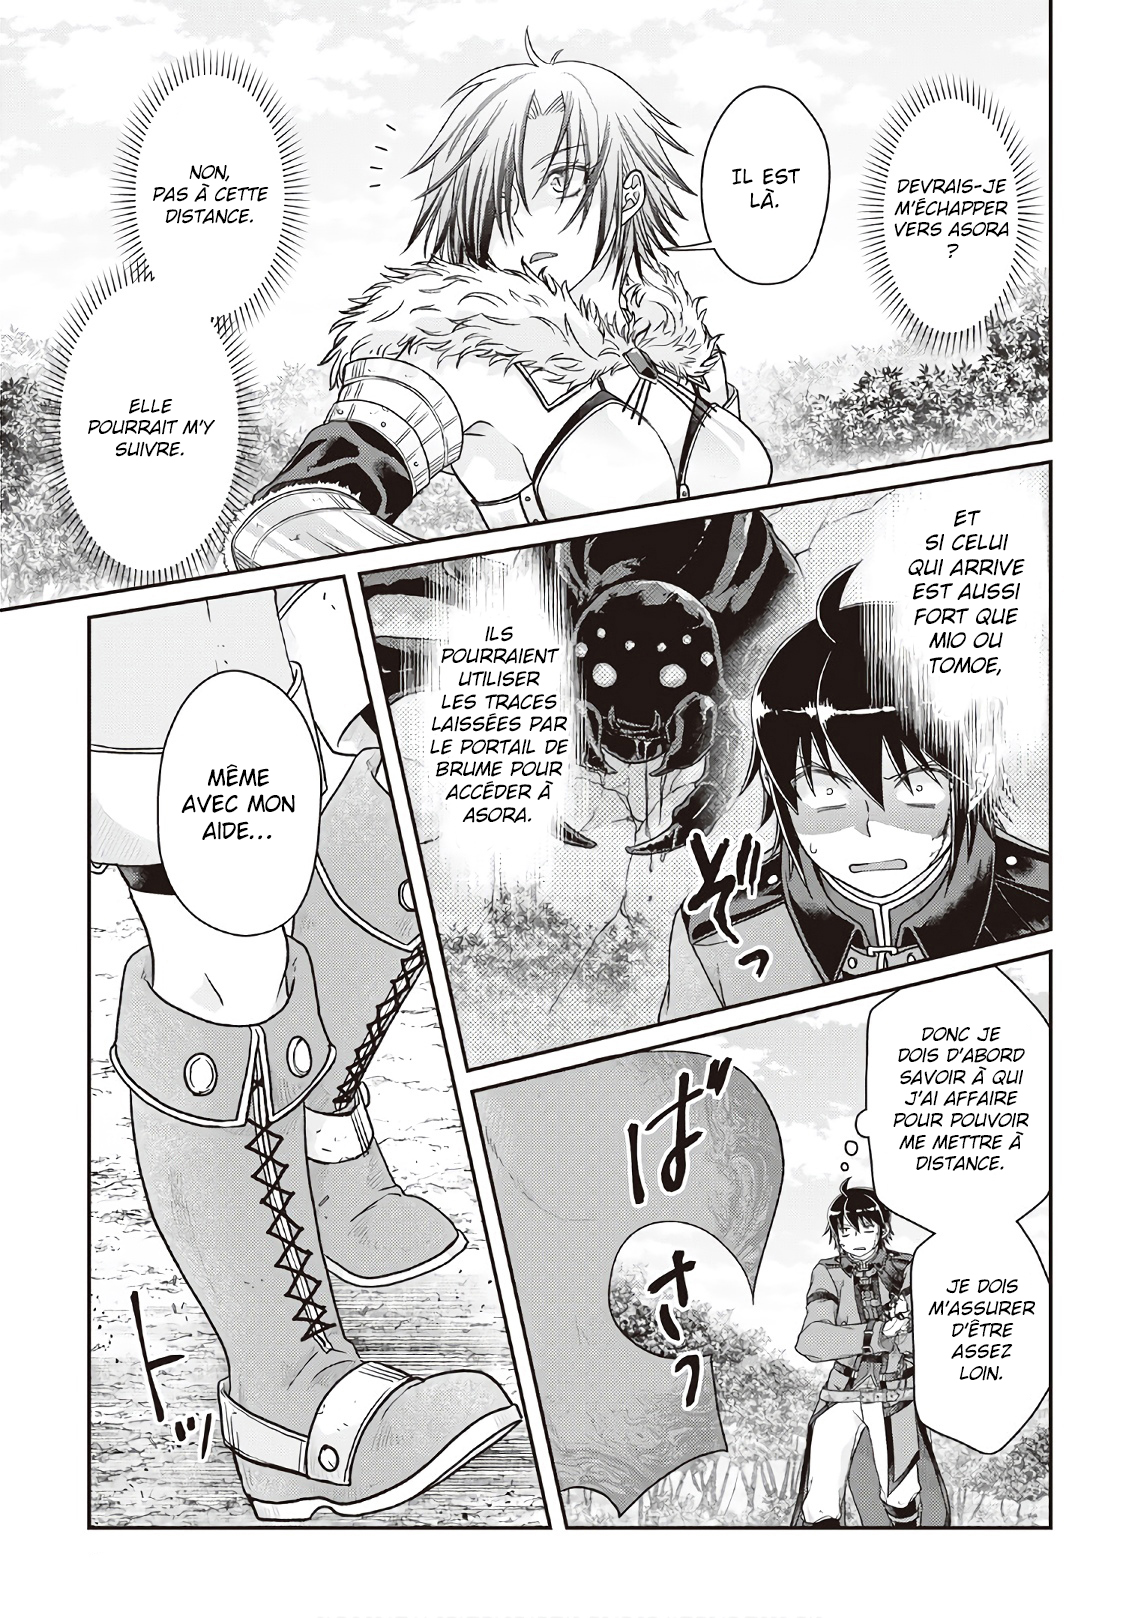 DEVRAIS-JE
M'ÉCHAPPER
VERS ASORA
?
IL EST
LÀ.
NON,
PAS À CETTE
DISTANCE.
ELLE
POURRAIT M'Y
SUIVRE.
ET
SI CELUI
QUI ARRIVE
EST AUSSI
FORT QUE
MIO OU
TOMOE,
ILS
POURRAIENT
UTILISER
LES TRACES
LAISSÉES PAR
LE PORTAIL DE
BRUME POUR
ACCÉDER À
ASORA.
ぞッ
DONC JE
DOIS D'ABORD
SAVOIR À QUI
J'AI AFFAIRE
POUR POUVOIR
ME METTRE À
DISTANCE.
JE DOIS
M'ASSURER
D'ÊTRE
ASSEZ
LOIN.
ばさっ
MÊME
AVEC MON
AIDE...
トッ